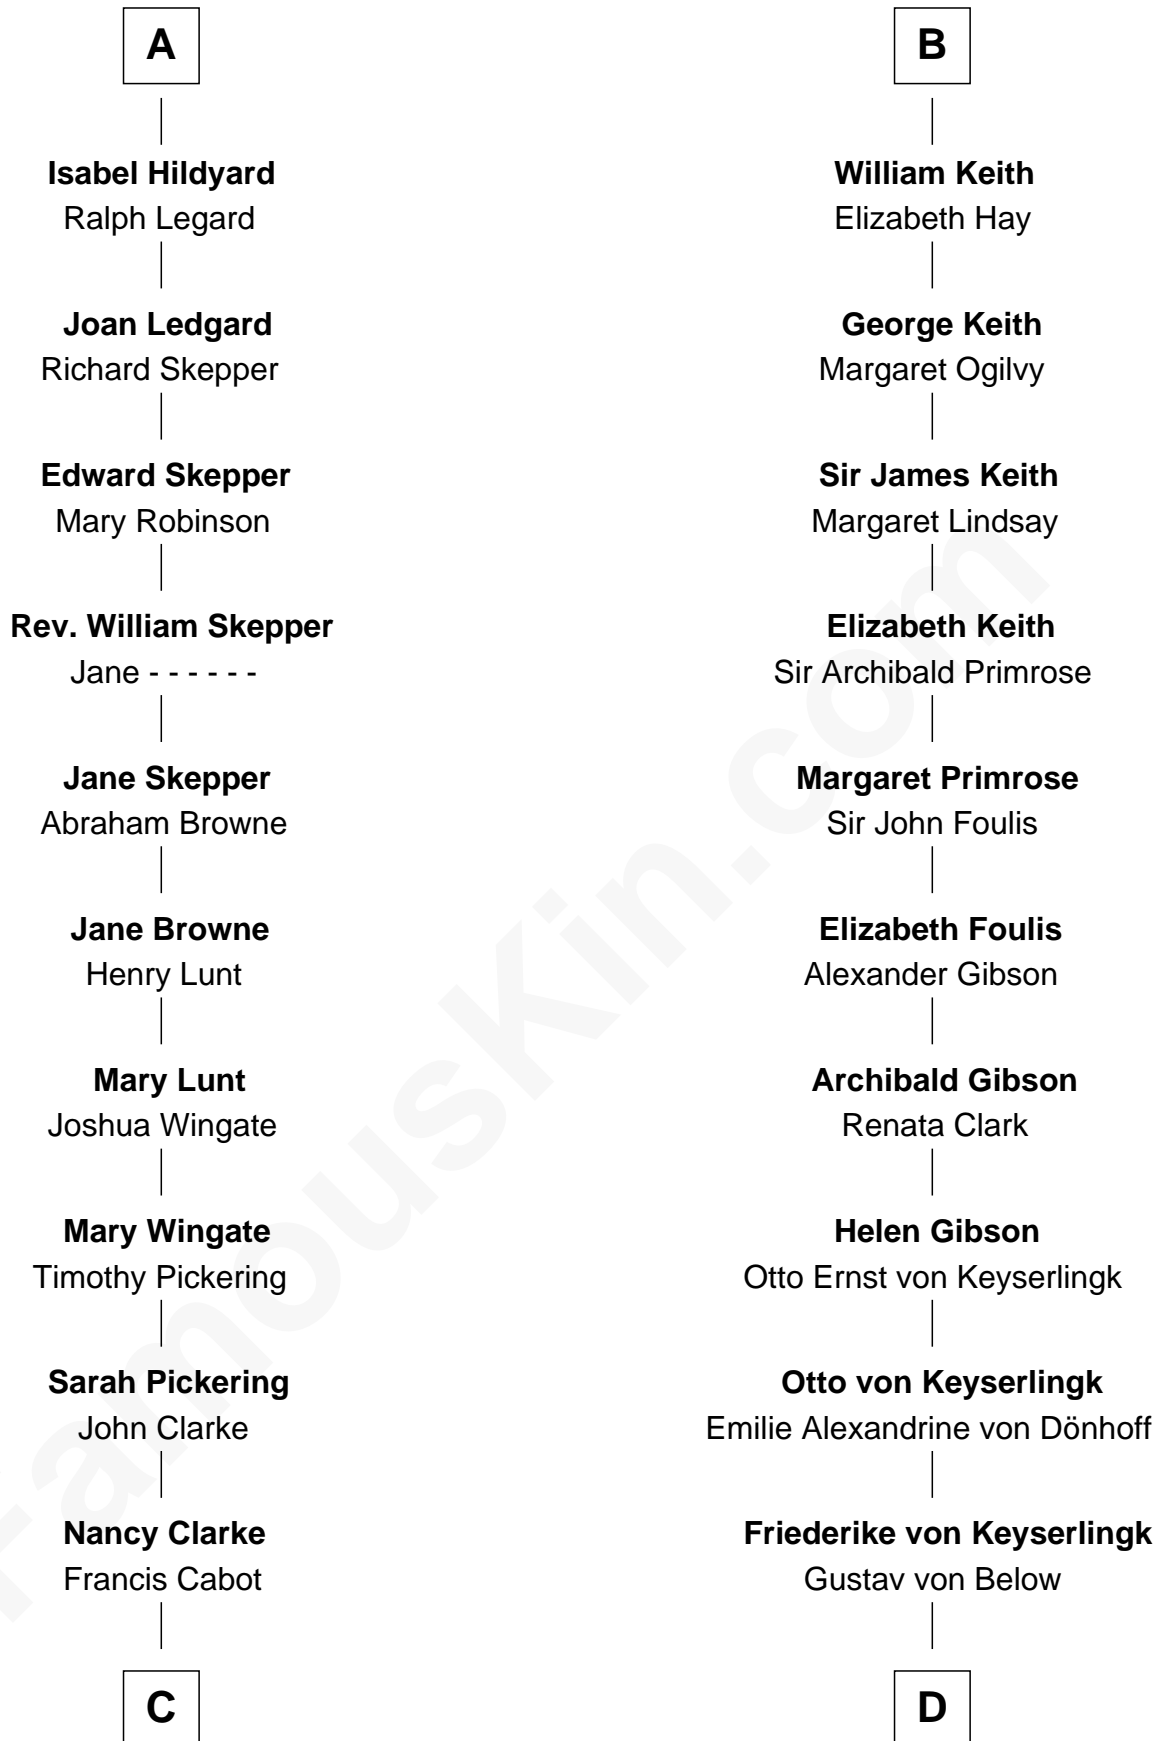 A
Isabel Hildyard
Ralph Legard
Joan Ledgard
Richard Skepper
Edward Skepper
Mary Robinson
Rev. William Skepper
Jane - - - - - -
Jane Skepper
Abraham Browne
Jane Browne
Henry Lunt
Mary Lunt
Joshua Wingate
Mary Wingate
Timothy Pickering
Sarah Pickering
John Clarke
Nancy Clarke
Francis Cabot
C
B
William Keith
Elizabeth Hay
George Keith
Margaret Ogilvy
Sir James Keith
Margaret Lindsay
Elizabeth Keith
Sir Archibald Primrose
Margaret Primrose
Sir John Foulis
Elizabeth Foulis
Alexander Gibson
Archibald Gibson
Renata Clark
Helen Gibson
Otto Ernst von Keyserlingk
Otto von Keyserlingk
Emilie Alexandrine von Dönhoff
Friederike von Keyserlingk
Gustav von Below
D
FamousKin.com